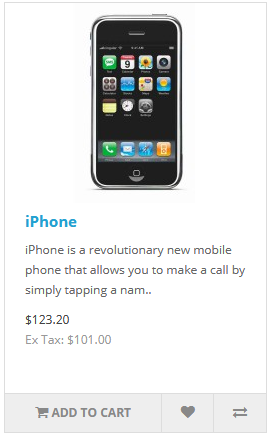 iPhone
iPhone is a revolutionary new mobile
phone that allows you to make a call by
simply tapping a nam..
$123.20
Ex Tax: $101.00
ADD TO CART